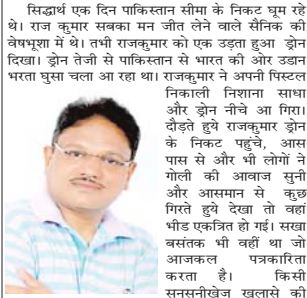 सिद्धार्थ एक दिन पाकिस्तान सीमा के निकट घूम रहे
थे। राज कुमार सबका मन जीत लेने वाले सैनिक की
वेषभूशा में थे। तभी राजकुमार को एक उड़ता हुआ ड्रोन
दिखा। ड्रोन तेजी से पाकिस्तान से भारत की ओर उडान
भरता घुसा चला आ रहा था। राजकुमार ने अपनी पिस्टल
निकाली निशाना साधा
और ड्रोन नीचे आ गिरा।
दौड़ते हुये राजकुमार ड्रोन
के निकट पहुंचे, आस
पास से और भी लोगों ने
गोली की आवाज सुनी
और आसमान से कुछ
गिरते हुये देखा तो वहां
भीड एकत्रित हो गई। सखा
बसंतक भी वहीं था जो
आजकल पत्रकारिता
करता है। किसी
सनसनीखेज खुलासे की